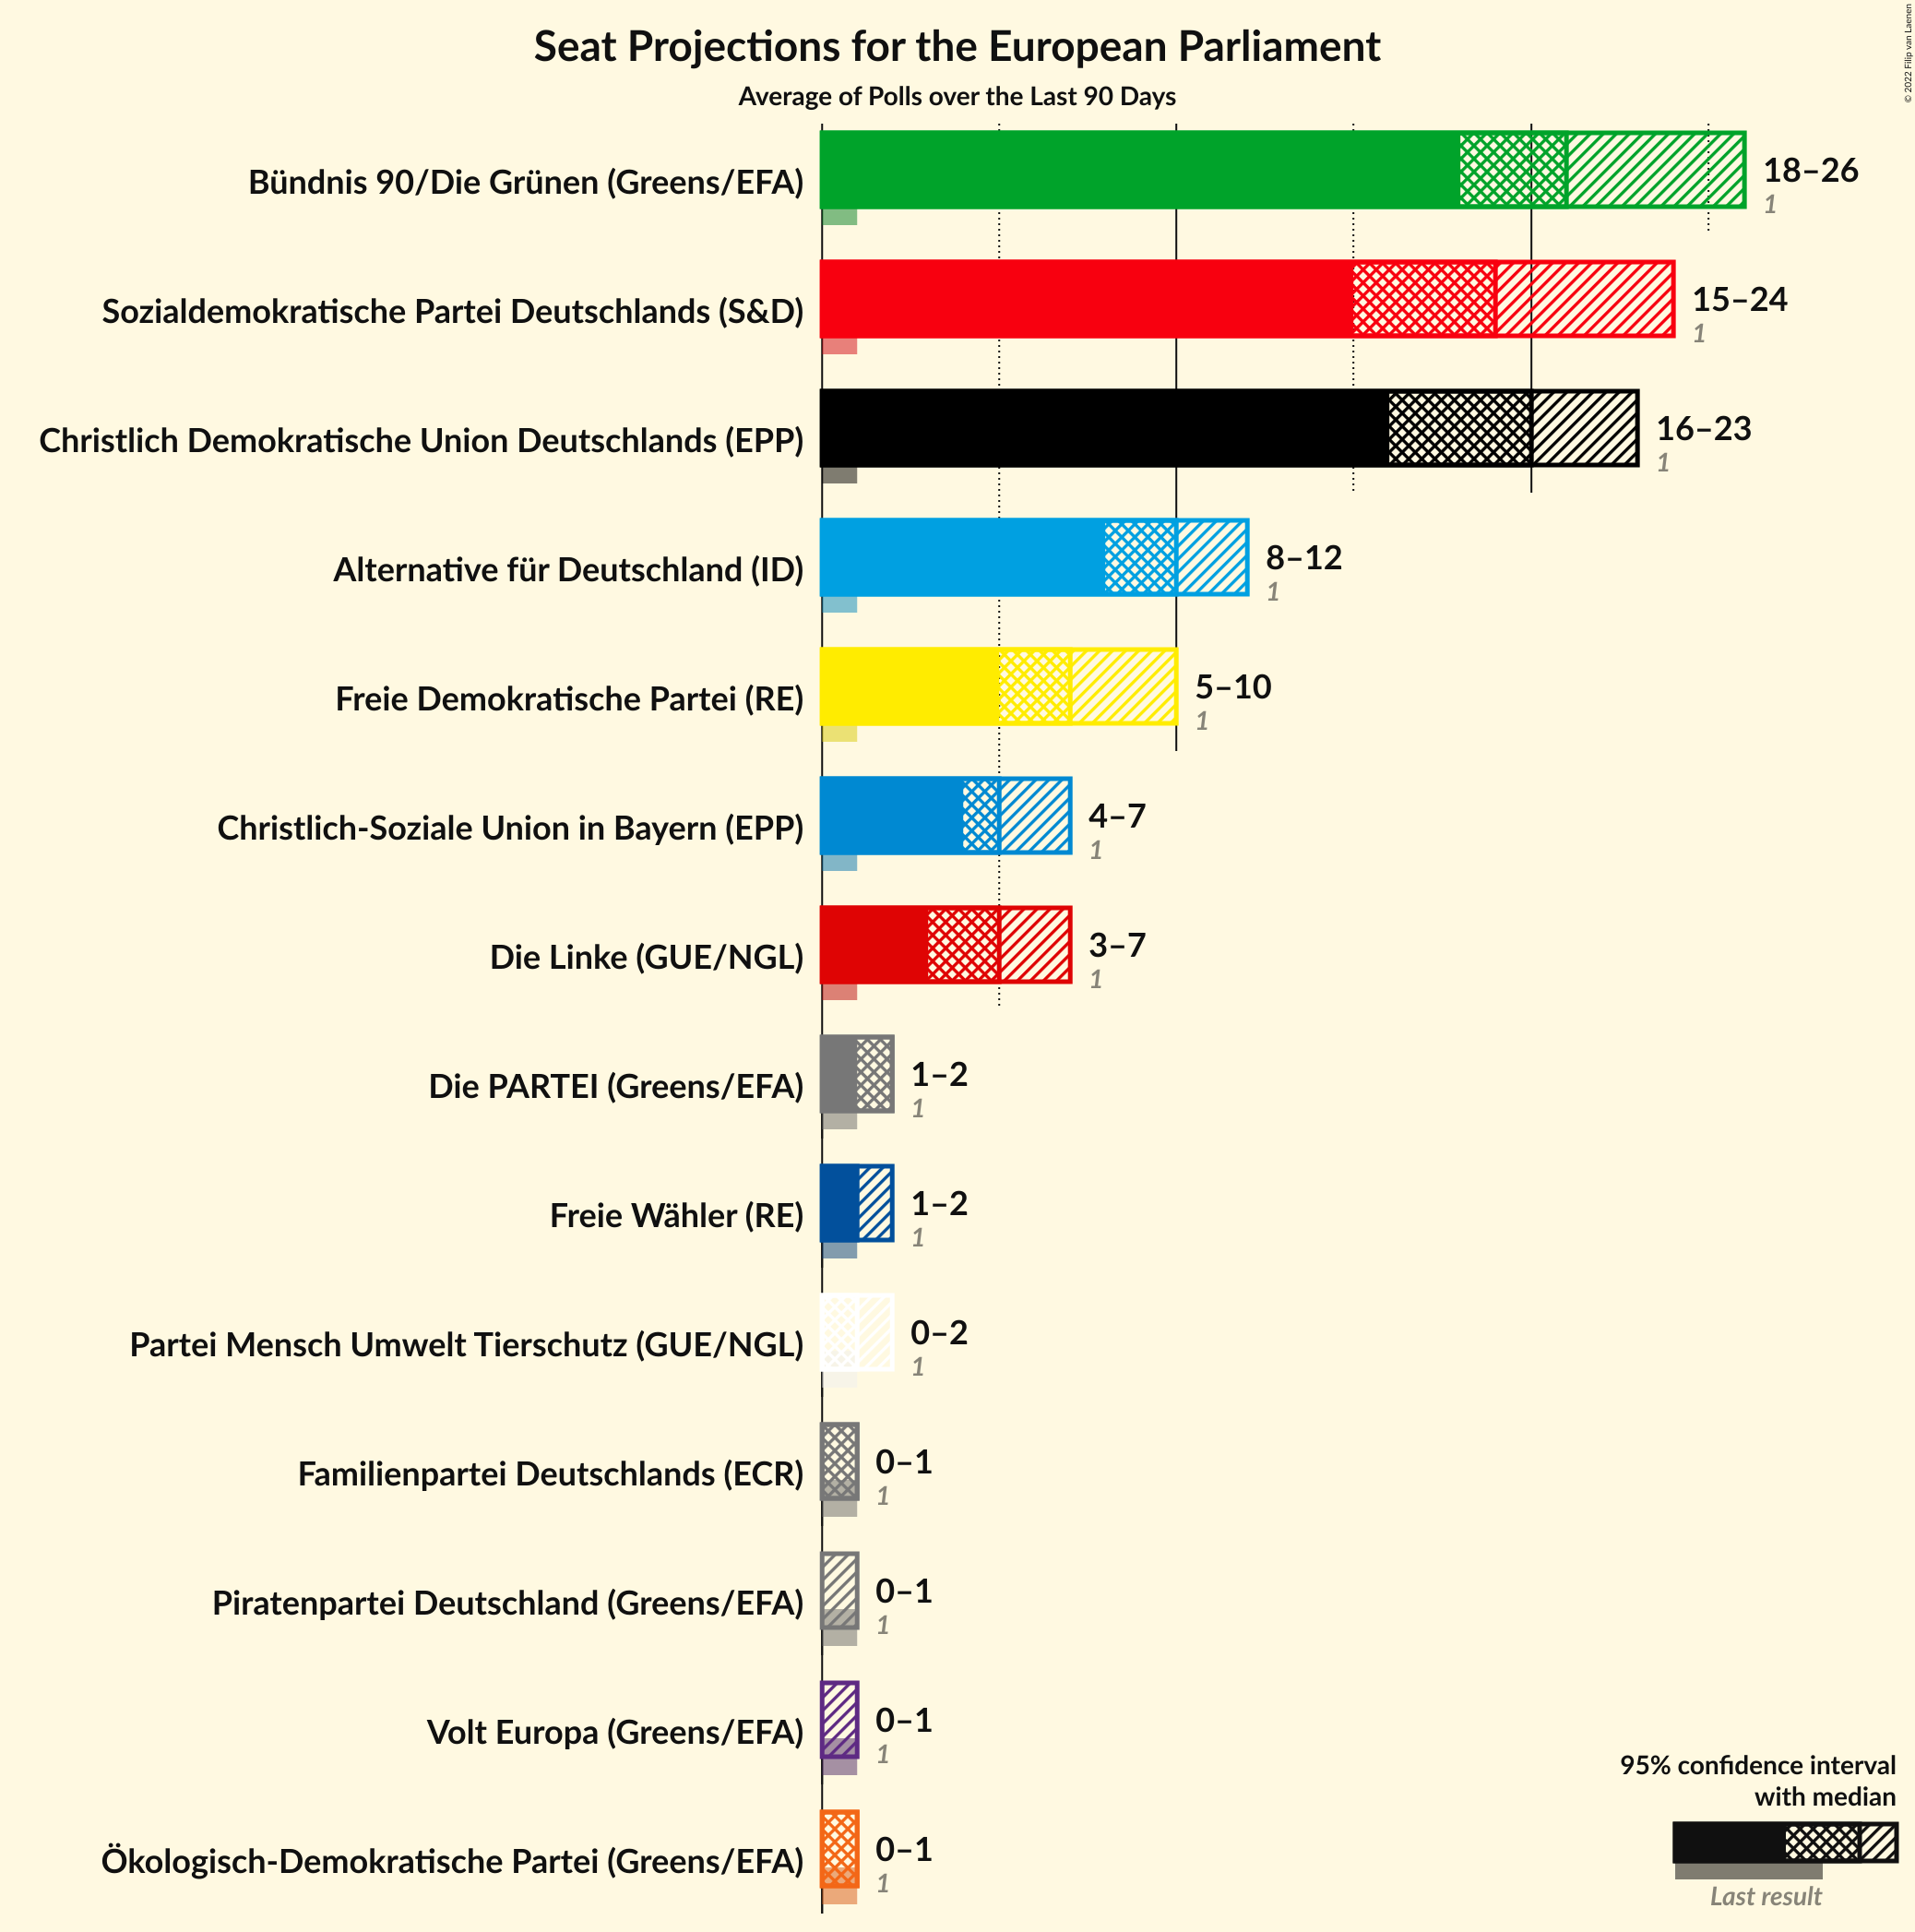 Seat Projections for the European Parliament
Average of Polls over the Last 90 Days
© 2022 Filip van Laenen
Bündnis 90/Die Grünen (Greens/EFA)
18–26
1
Sozialdemokratische Partei Deutschlands (S&D)
15–24
1
Christlich Demokratische Union Deutschlands (EPP)
16–23
1
Alternative für Deutschland (ID)
8–12
1
Freie Demokratische Partei (RE)
5–10
1
Christlich-Soziale Union in Bayern (EPP)
4–7
1
Die Linke (GUE/NGL)
3–7
1
Die PARTEI (Greens/EFA)
1–2
1
Freie Wähler (RE)
1–2
1
Partei Mensch Umwelt Tierschutz (GUE/NGL)
0–2
1
Familienpartei Deutschlands (ECR)
0–1
1
Piratenpartei Deutschland (Greens/EFA)
0–1
1
Volt Europa (Greens/EFA)
0–1
1
Ökologisch-Demokratische Partei (Greens/EFA)
0–1
1
95% confidence interval
with median
Last result